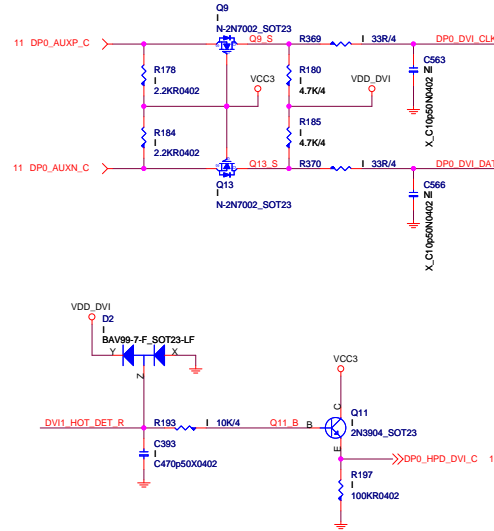 Q9
I
N-2N7002_SOT23
11 DP0_AUXP_C
Q9_S
R369
I 33R/4
DP0_DVI_CLK
R178
I
2.2KR0402
VCC3
R180
I
4.7K/4
VDD_DVI
C563
NI
X_C10p50N0402
R184
I
2.2KR0402
R185
I
4.7K/4
11 DP0_AUXN_C
Q13_S
R370
I 33R/4
DP0_DVI_DAT
Q13
I
N-2N7002_SOT23
C566
NI
X_C10p50N0402
VDD_DVI
D2
I
BAV99-7-F_SOT23-LF
Y
X
Z
VCC3
DVI1_HOT_DET_R
R193
I 10K/4
Q11_B
B
C
E
Q11
I
2N3904_SOT23
C393
I
C470p50X0402
DP0_HPD_DVI_C 1
R197
I
100KR0402